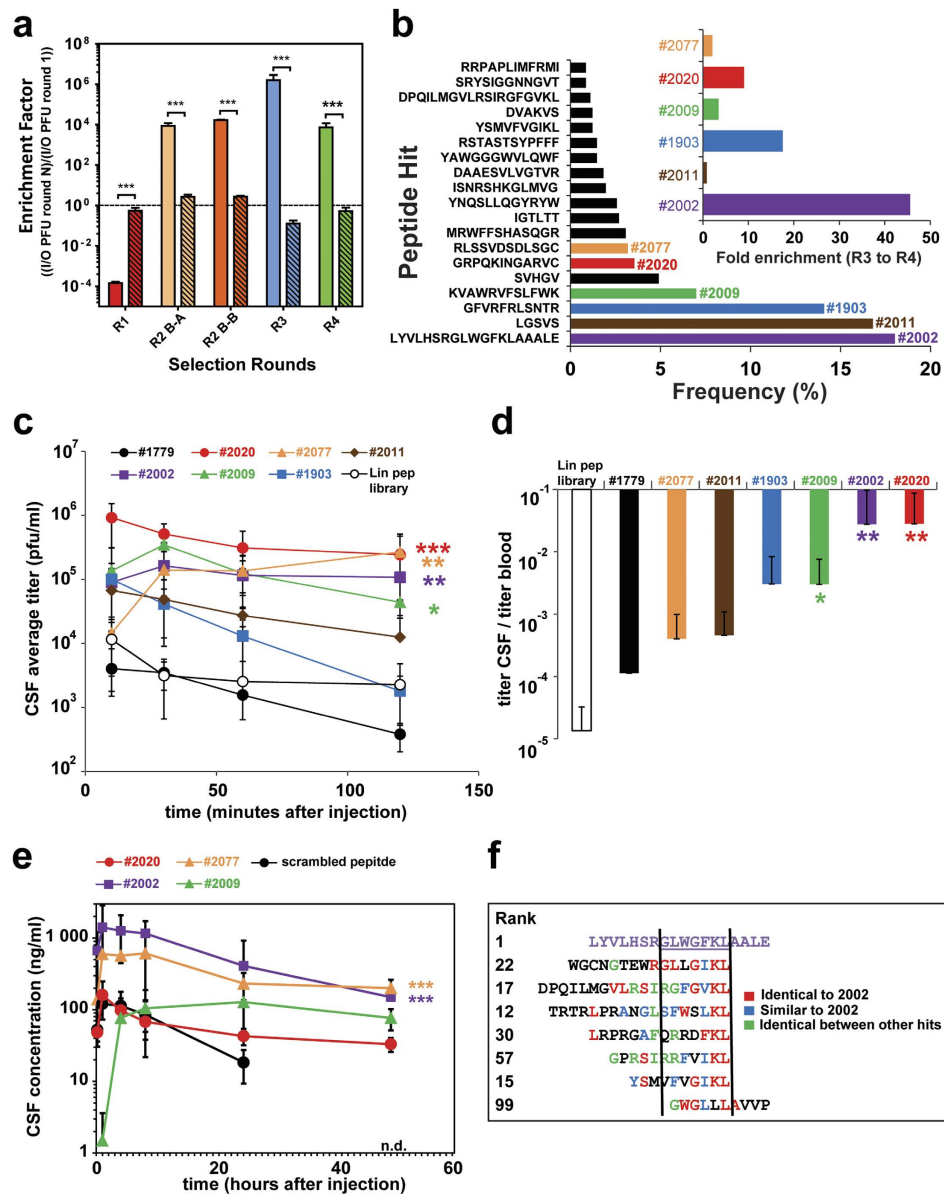 a
Enrichment Factor
((I/O PFU round N)/(I/O PFU round 1))
10^8
10^6
10^4
10^2
10^0
10^-2
10^-4
***
***
***
***
***
R1
R2 B-A
R2 B-B
R3
R4
Selection Rounds
b
Peptide Hit
RRPAPLIMFRMI
SRYSIGGNNGVT
DPQILMGVLRSIRGFGVKL
DVAKVS
YSMVFVGIKL
RSTASTSYPFFF
YAWGGGWVLQWF
DAAESVLVGTVR
ISNRSHKGLMVG
YNQSLLQGYRYW
IGTLTT
MRWFFSHASQGR
RLSSVDSDLSGC
GRPQKINGARVC
SVHGV
KVAWRVFSLFWK
GFVRFRLSNTR
LGSVS
LYVLHSRGLWGFKLAAALE
#2077
#2020
#2009
#1903
#2011
#2002
0 5 10 15 20
Frequency (%)
#2077
#2020
#2009
#1903
#2011
#2002
0 10 20 30 40 50
Fold enrichment (R3 to R4)
c
#1779 #2020 #2077 #2011
#2002 #2009 #1903 Lin pep
library
CSF average titer (pfu/ml)
10^7
10^6
10^5
10^4
10^3
10^2
***
**
**
*
0 50 100 150
time (minutes after injection)
d
Lin pep
library
#1779 #2077 #2011 #1903 #2009 #2002 #2020
titer CSF / titer blood
10^-1
10^-2
10^-3
10^-4
10^-5
*
**
**
e
#2020 #2077 scrambled pepitde
#2002 #2009
CSF concentration (ng/ml)
1 000
100
10
1
***
***
n.d.
0 20 40 60
time (hours after injection)
f
Rank
1 LYVLHSRGLWGFKLAALE
22 WGCNGTEWRGLLGIKL
17 DPQILMGVLRSIRGFGVKL
12 TRTRLPRANGLSFWSLKL
30 LRPRGAFQRRDFKL
57 GPRSIRRFVIKL
15 YSMVFVGIKL
99 GWGLLLAVVP
Identical to 2002
Similar to 2002
Identical between other hits